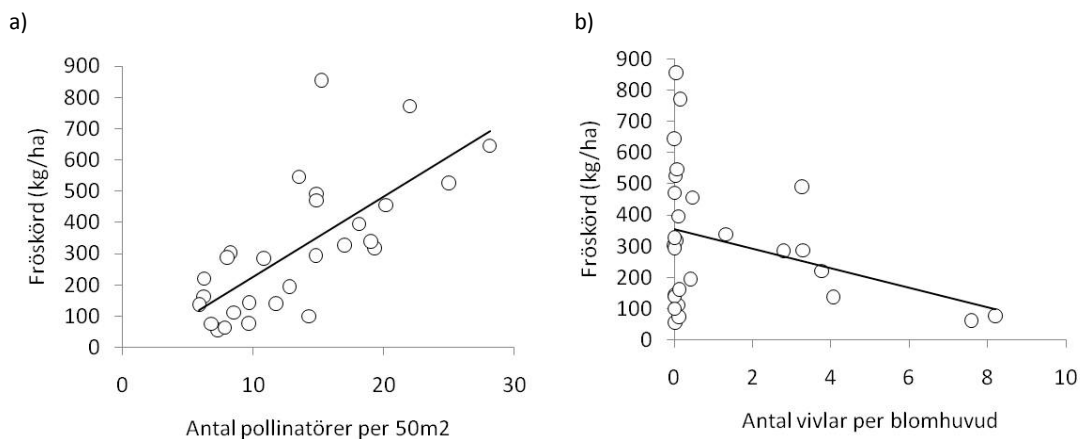 a)
900
800
700
600
500
400
300
200
100
0
Fröskörd (kg/ha)
0 10 20 30
Antal pollinatörer per 50m2
b)
900
800
700
600
500
400
300
200
100
0
Fröskörd (kg/ha)
0 2 4 6 8 10
Antal vivlar per blomhuvud